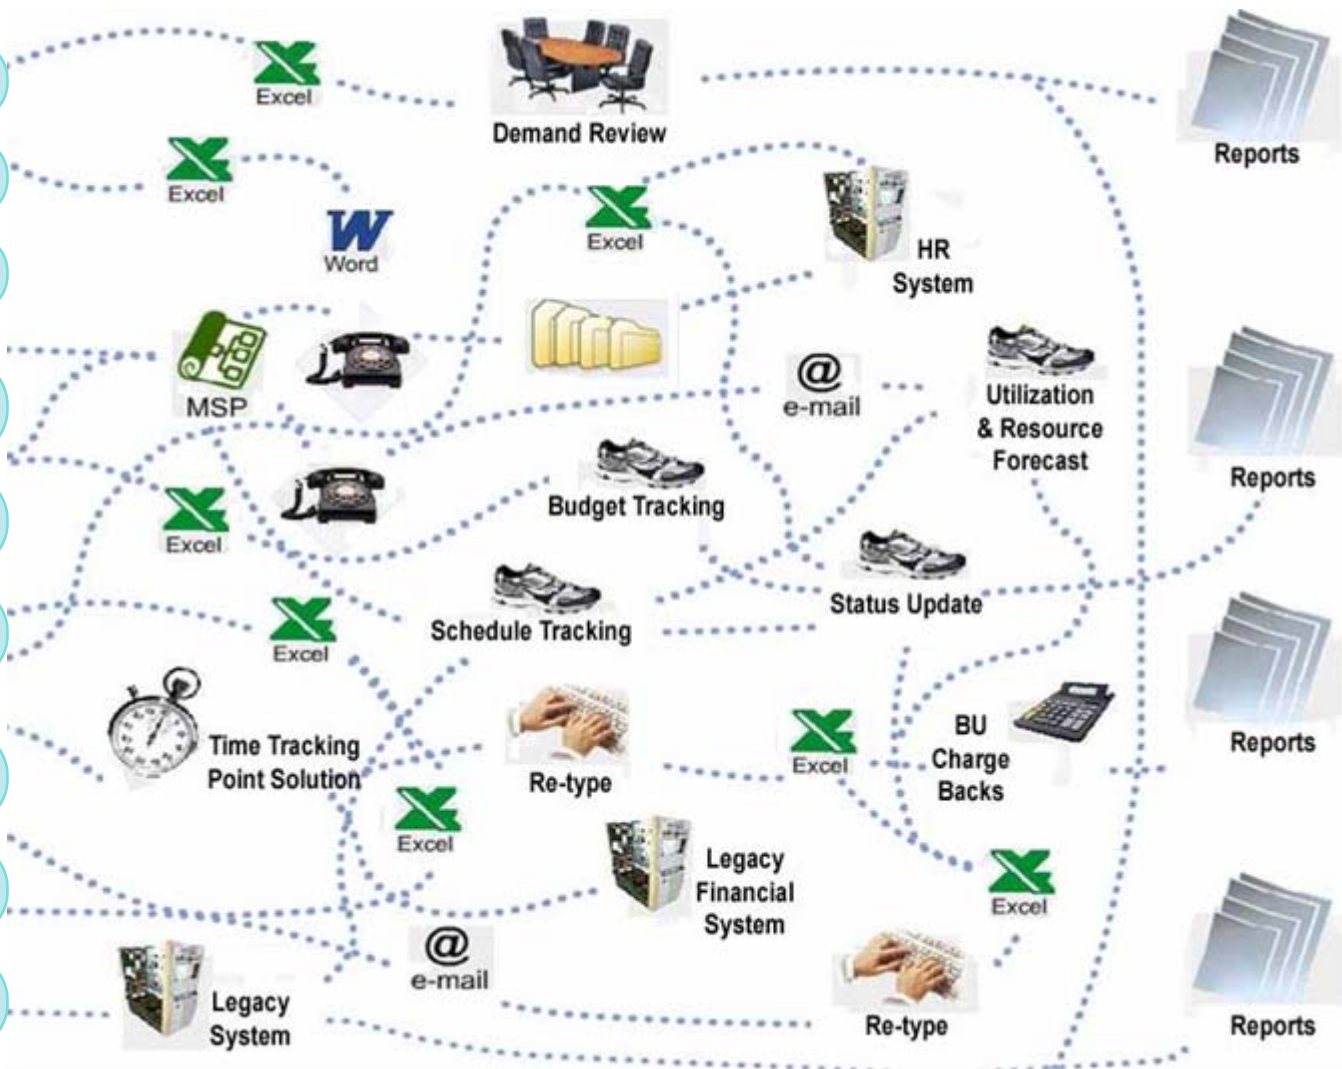 Excel
Demand Review
Reports
Excel
W
Word
Excel
HR
System
MSP
@
e-mail
Utilization
& Resource
Forecast
Reports
Excel
Budget Tracking
Schedule Tracking
Status Update
Excel
Time Tracking
Point Solution
Re-type
Excel
BU
Charge
Backs
Reports
Excel
Legacy
Financial
System
Excel
@
e-mail
Legacy
System
Re-type
Reports